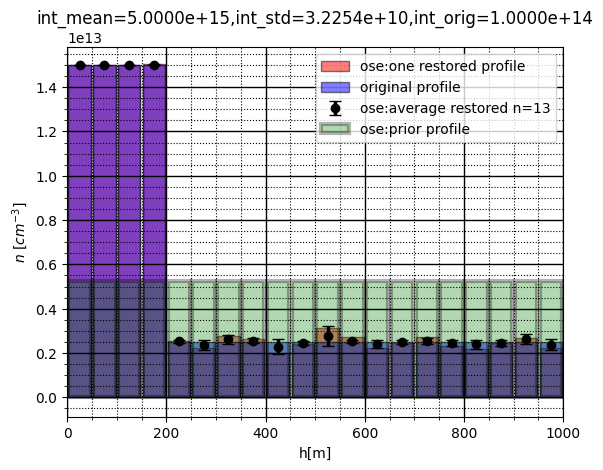 int_mean=5.0000e+15,int_std=3.2254e+10,int_orig=1.0000e+14
1e13
ose:one restored profile
original profile
ose:average restored n=13
ose:prior profile
1.4
1.2
1.0
0.8
0.6
0.4
0.2
0.0
n [cm⁻³]
0 200 400 600 800 1000
h[m]